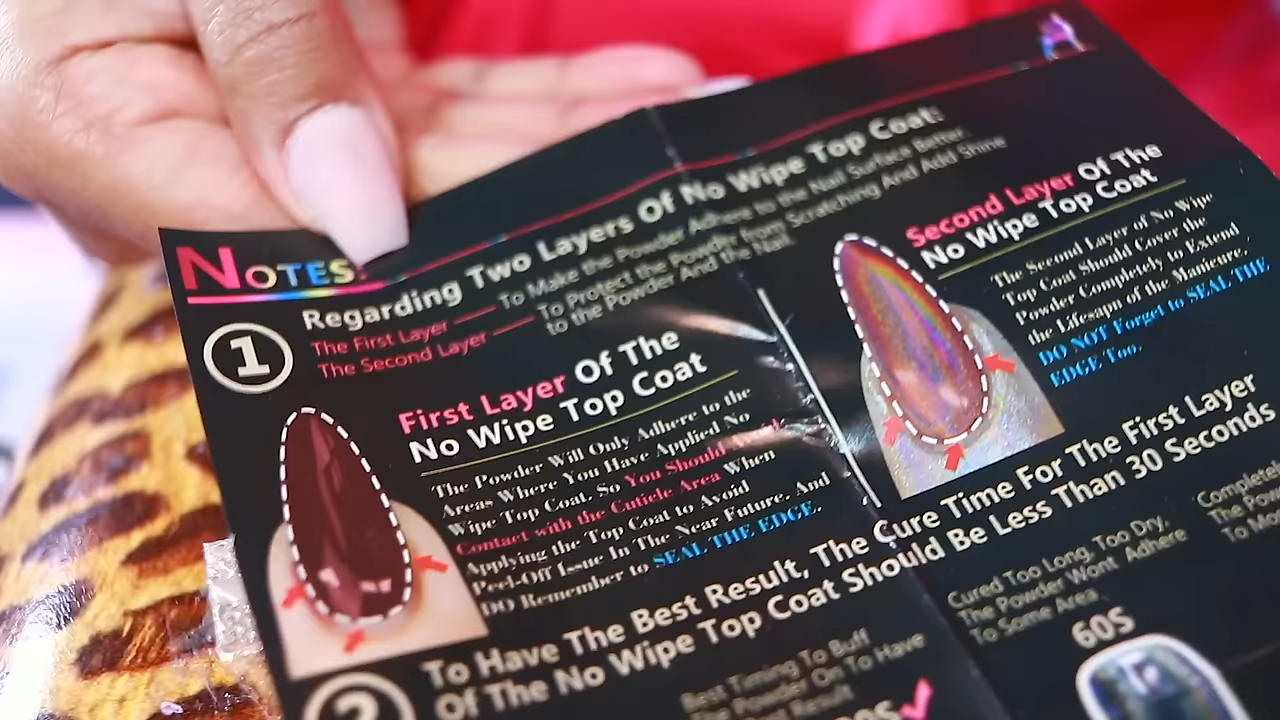 NOTES:
1
Regarding Two Layers Of No Wipe Top Coat:
The First Layer — To Make the Powder Adhere to the Nail Surface Better.
The Second Layer — To Protect the Powder from Scratching And Add Shine
to the Powder And the Nail.
First Layer Of The
No Wipe Top Coat
The Powder Will Only Adhere to the
Areas Where You Have Applied No
Wipe Top Coat. So You Should
Contact with the Cuticle Area When
Applying the Top Coat to Avoid
Peel-Off Issue In The Near Future. And
DO Remember to SEAL THE EDGE.
Second Layer Of The
No Wipe Top Coat
The Second Layer of No Wipe
Top Coat Should Cover the
Powder Completely to Extend
the Lifespan of the Manicure.
DO NOT Forget to SEAL THE
EDGE Too.
2
To Have The Best Result, The Cure Time For The First Layer
Of The No Wipe Top Coat Should Be Less Than 30 Seconds
Best Timing To Buff
The Powder On To Have
Result
Cured Too Long, Too Dry,
The Powder Wont Adhere
To Some Area
60S
Completel
The Pow
To Mo